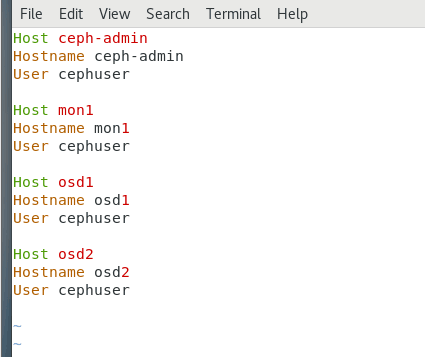 File Edit View Search Terminal Help
Host ceph-admin
Hostname ceph-admin
User cephuser
Host mon1
Hostname mon1
User cephuser
Host osd1
Hostname osd1
User cephuser
Host osd2
Hostname osd2
User cephuser
~
~